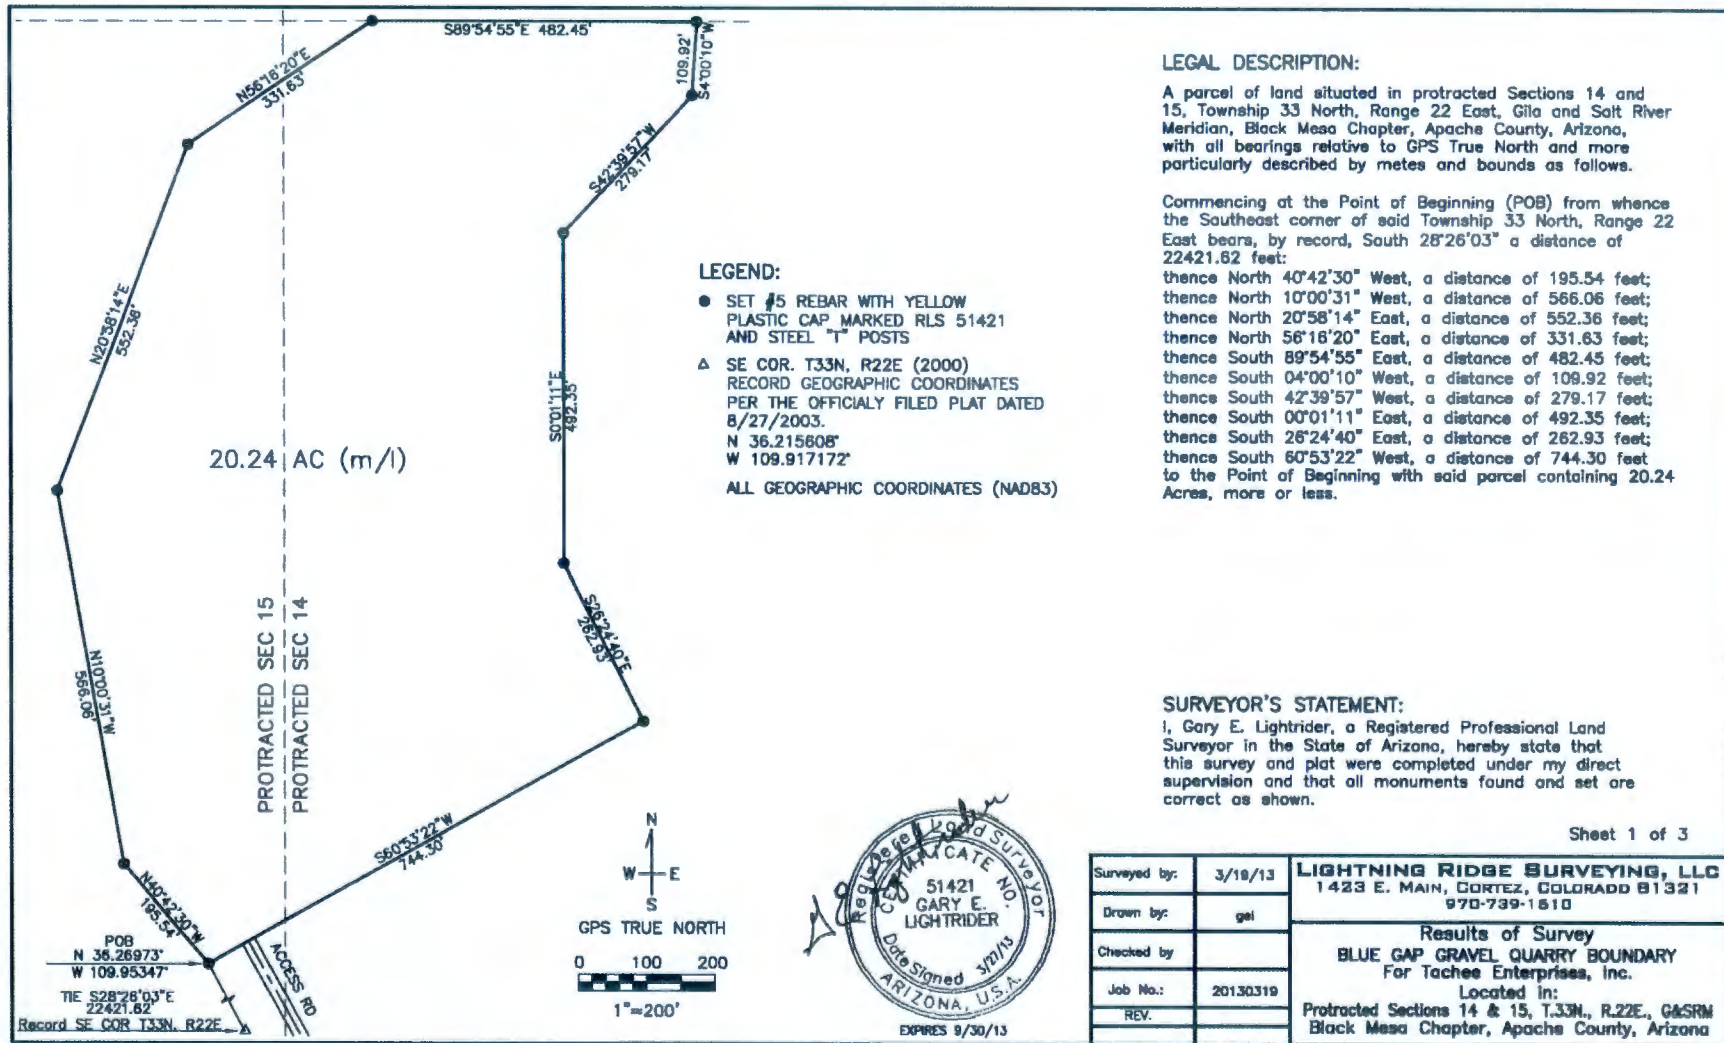 S89°54'55"E 482.45'
109.92'
S4°00'10"W
N56°16'20"E
331.63'
S42°39'57"W
279.17'
N20°58'14"E
552.36'
S0°01'11"E
492.35'
20.24 AC (m/l)
PROTRACTED SEC 15
PROTRACTED SEC 14
N10°00'31"W
566.06'
S26°24'40"E
262.93'
S60°53'22"W
744.30'
N40°42'30"W
195.54'
POB
N 36.26973°
W 109.95347°
TIE S28°26'03"E
22421.62'
Record SE COR T33N, R22E
ACCESS RD
LEGEND:
SET #5 REBAR WITH YELLOW
PLASTIC CAP MARKED RLS 51421
AND STEEL "T" POSTS
SE COR. T33N, R22E (2000)
RECORD GEOGRAPHIC COORDINATES
PER THE OFFICIALY FILED PLAT DATED
8/27/2003.
N 36.215608°
W 109.917172°
ALL GEOGRAPHIC COORDINATES (NAD83)
N
W E
S
GPS TRUE NORTH
0 100 200
1"=200'
Registered Land Surveyor
CERTIFICATE NO.
51421
GARY E.
LIGHTRIDER
Date Signed 3/27/13
ARIZONA, U.S.A.
EXPIRES 9/30/13
LEGAL DESCRIPTION:
A parcel of land situated in protracted Sections 14 and
15, Township 33 North, Range 22 East, Gila and Salt River
Meridian, Black Mesa Chapter, Apache County, Arizona,
with all bearings relative to GPS True North and more
particularly described by metes and bounds as follows.
Commencing at the Point of Beginning (POB) from whence
the Southeast corner of said Township 33 North, Range 22
East bears, by record, South 28°26'03" a distance of
22421.62 feet:
thence North 40°42'30" West, a distance of 195.54 feet;
thence North 10°00'31" West, a distance of 566.06 feet;
thence North 20°58'14" East, a distance of 552.36 feet;
thence North 56°16'20" East, a distance of 331.63 feet;
thence South 89°54'55" East, a distance of 482.45 feet;
thence South 04°00'10" West, a distance of 109.92 feet;
thence South 42°39'57" West, a distance of 279.17 feet;
thence South 00°01'11" East, a distance of 492.35 feet;
thence South 26°24'40" East, a distance of 262.93 feet;
thence South 60°53'22" West, a distance of 744.30 feet
to the Point of Beginning with said parcel containing 20.24
Acres, more or less.
SURVEYOR'S STATEMENT:
I, Gary E. Lightrider, a Registered Professional Land
Surveyor in the State of Arizona, hereby state that
this survey and plat were completed under my direct
supervision and that all monuments found and set are
correct as shown.
Sheet 1 of 3
Surveyed by: 3/19/13
Drawn by: gel
Checked by
Job No.: 20130319
REV.
LIGHTNING RIDGE SURVEYING, LLC
1423 E. MAIN, CORTEZ, COLORADO 81321
970-739-1610
Results of Survey
BLUE GAP GRAVEL QUARRY BOUNDARY
For Tachee Enterprises, Inc.
Located in:
Protracted Sections 14 & 15, T.33N., R.22E., G&SRM
Black Mesa Chapter, Apache County, Arizona